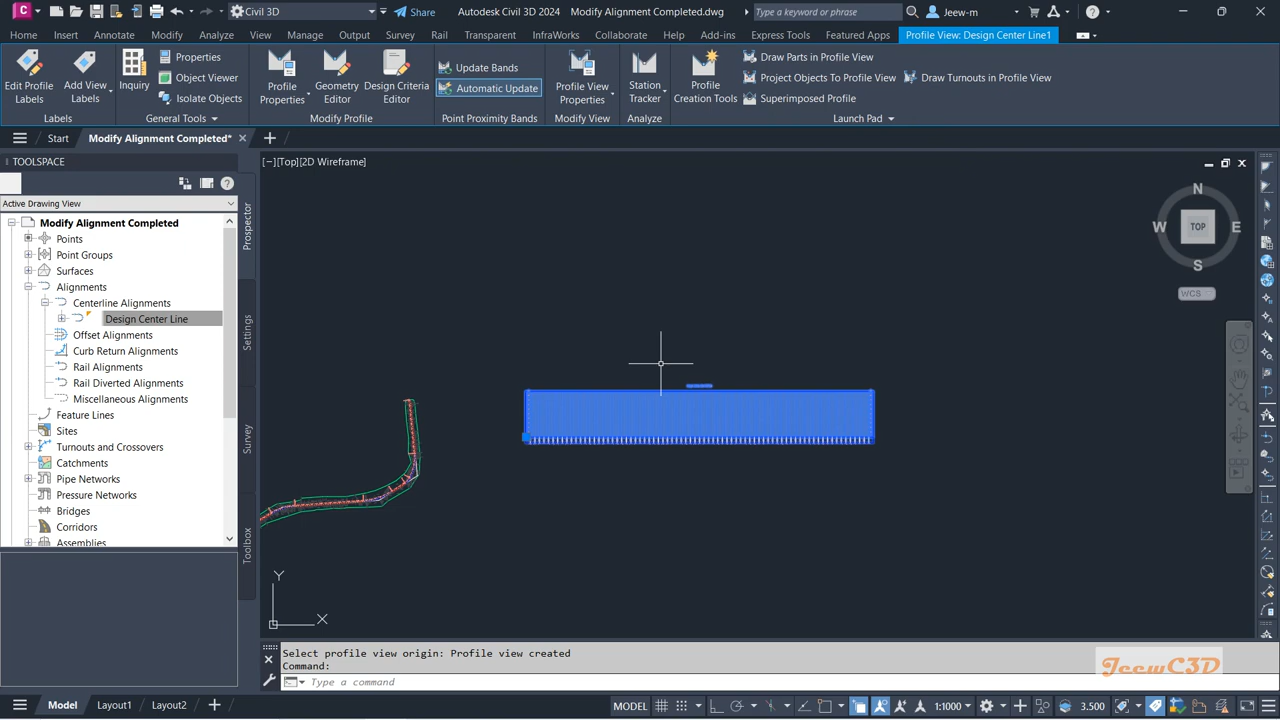 Civil 3D
Share
Autodesk Civil 3D 2024
Modify Alignment Completed.dwg
Type a keyword or phrase
Jeew-m
Home
Insert
Annotate
Modify
Analyze
View
Manage
Output
Survey
Rail
Transparent
InfraWorks
Collaborate
Help
Add-ins
Express Tools
Featured Apps
Profile View: Design Center Line1
Edit Profile Labels
Add View Labels
Labels
Inquiry
Properties
Object Viewer
Isolate Objects
General Tools
Profile Properties
Geometry Editor
Design Criteria Editor
Modify Profile
Update Bands
Automatic Update
Point Proximity Bands
Profile View Properties
Modify View
Station Tracker
Analyze
Profile Creation Tools
Draw Parts in Profile View
Project Objects To Profile View
Superimposed Profile
Draw Turnouts in Profile View
Launch Pad
Start
Modify Alignment Completed*
TOOLSPACE
Active Drawing View
Modify Alignment Completed
Points
Point Groups
Surfaces
Alignments
Centerline Alignments
Design Center Line
Offset Alignments
Curb Return Alignments
Rail Alignments
Rail Diverted Alignments
Miscellaneous Alignments
Feature Lines
Sites
Turnouts and Crossovers
Catchments
Pipe Networks
Pressure Networks
Bridges
Corridors
Assemblies
Prospector
Settings
Survey
Toolbox
[−][Top][2D Wireframe]
N
W
TOP
E
S
WCS
Y
X
Select profile view origin: Profile view created
Command:
Type a command
JeewC3D
Model
Layout1
Layout2
MODEL
1:1000
3.500